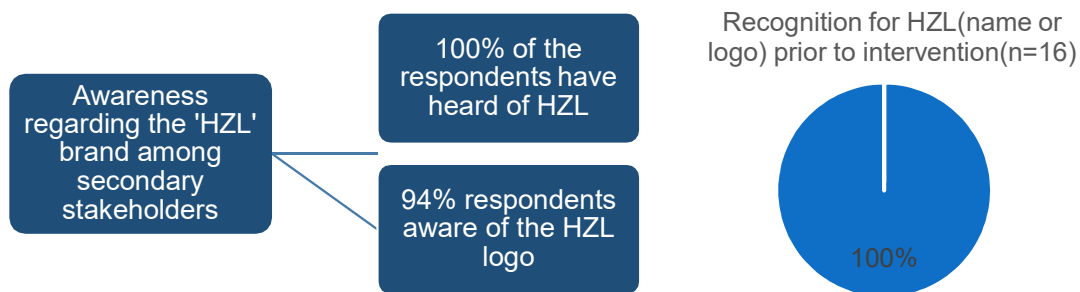 Awareness
regarding the 'HZL'
brand among
secondary
stakeholders
100% of the
respondents have
heard of HZL
94% respondents
aware of the HZL
logo
Recognition for HZL(name or
logo) prior to intervention(n=16)
100%